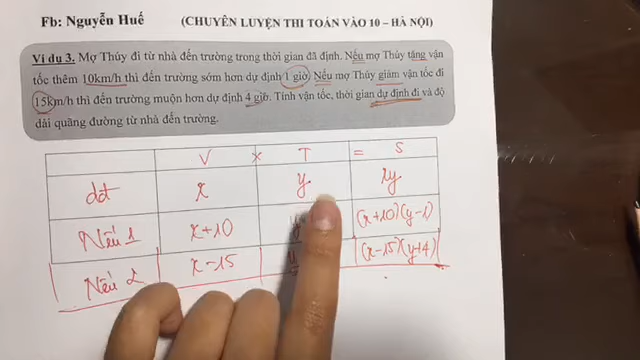 Fb: Nguyễn Huế (CHUYÊN LUYỆN THI TOÁN VÀO 10 – HÀ NỘI)
Ví dụ 3. Mợ Thúy đi từ nhà đến trường trong thời gian đã định. Nếu mợ Thúy tăng vận
tốc thêm 10km/h thì đến trường sớm hơn dự định 1 giờ. Nếu mợ Thúy giảm vận tốc đi
15km/h thì đến trường muộn hơn dự định 4 giờ. Tính vận tốc, thời gian dự định đi và độ
dài quãng đường từ nhà đến trường.
V × T = S
dđ x y xy
Nếu 1 x+10 y (x+10)(y-1)
Nếu 2 x-15 (x-15)(y+4)